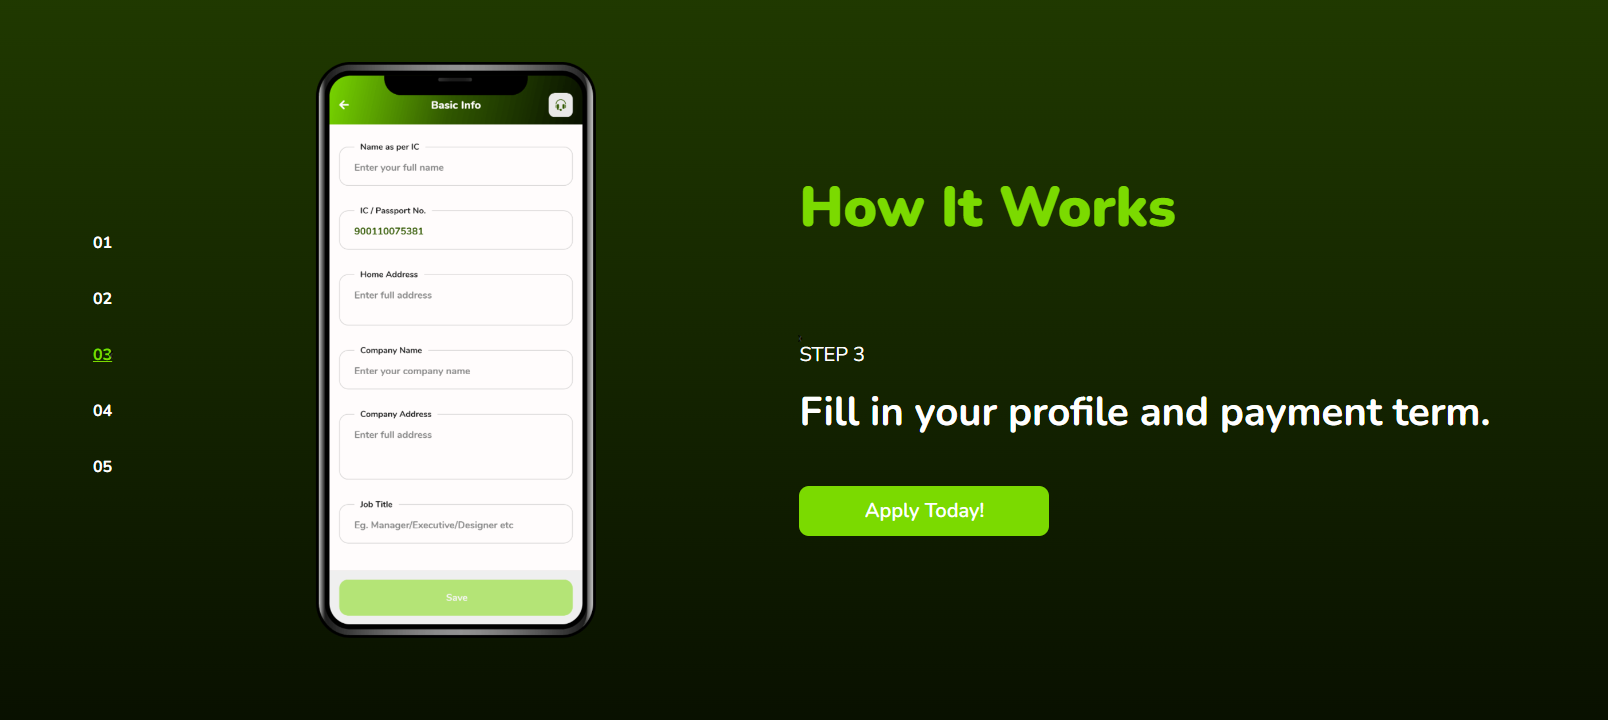 01
02
03
04
05
Basic Info
Name as per IC
Enter your full name
IC / Passport No.
900110075381
Home Address
Enter full address
Company Name
Enter your company name
Company Address
Enter full address
Job Title
Eg. Manager/Executive/Designer etc
Save
How It Works
STEP 3
Fill in your profile and payment term.
Apply Today!